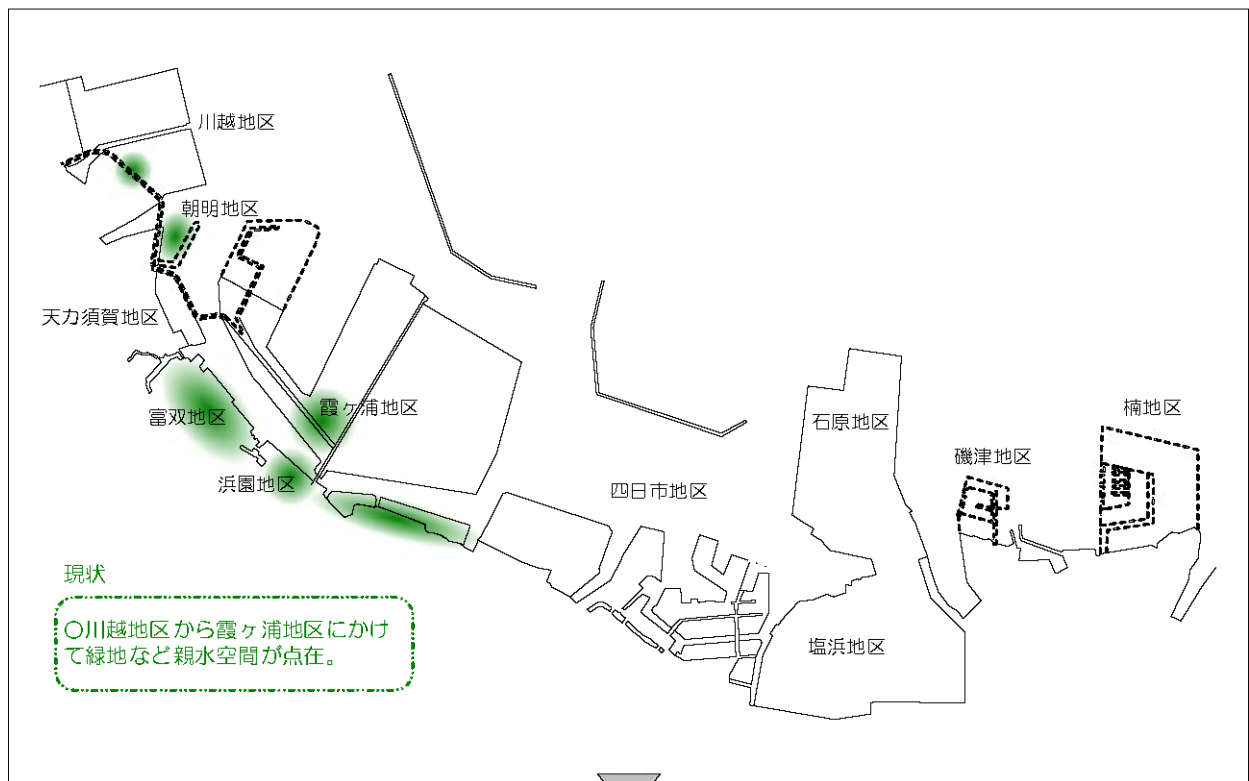 川越地区
朝明地区
天力須賀地区
富双地区
霞ヶ浦地区
浜園地区
四日市地区
石原地区
磯津地区
楠地区
塩浜地区
現状
○川越地区から霞ヶ浦地区にかけ
て緑地など親水空間が点在。